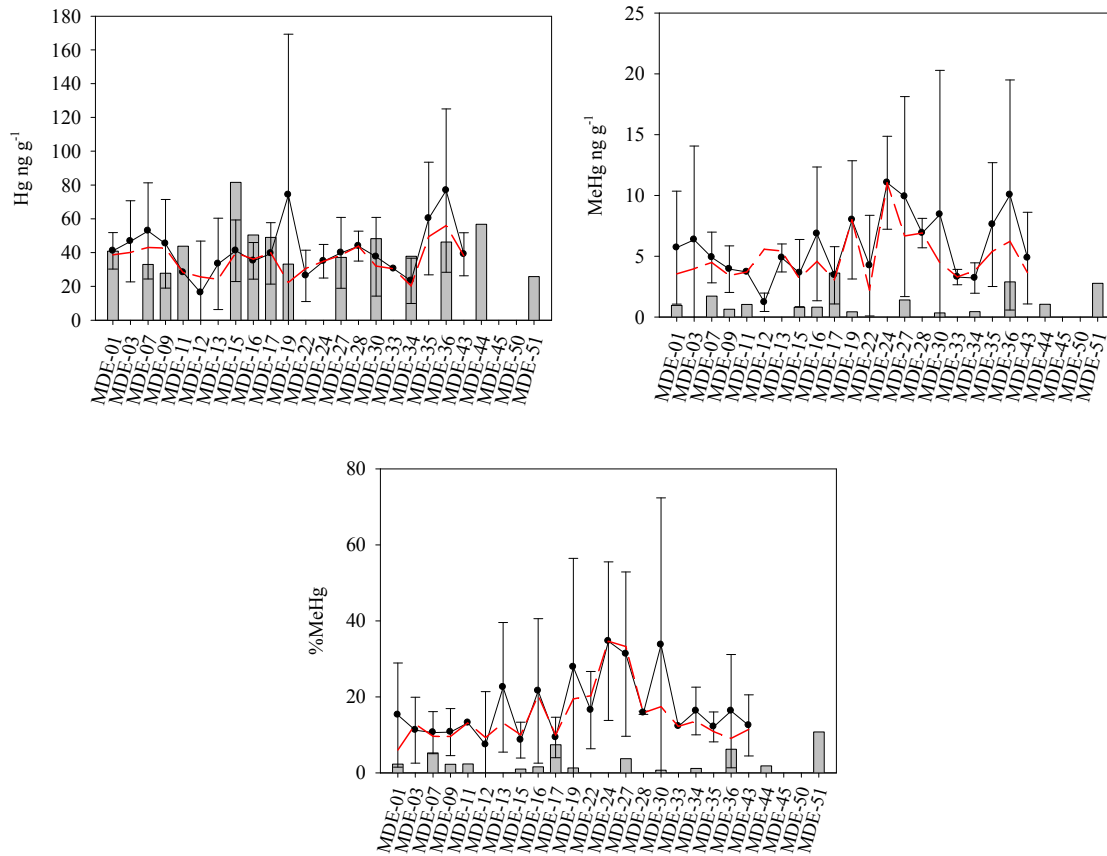 180
160
140
120
100
80
60
40
20
0
Hg ng g-1
MDE-01
MDE-03
MDE-07
MDE-09
MDE-11
MDE-12
MDE-13
MDE-15
MDE-16
MDE-17
MDE-19
MDE-22
MDE-24
MDE-27
MDE-28
MDE-30
MDE-33
MDE-34
MDE-35
MDE-36
MDE-43
MDE-44
MDE-45
MDE-50
MDE-51
25
20
15
10
5
0
MeHg ng g-1
MDE-01
MDE-03
MDE-07
MDE-09
MDE-11
MDE-12
MDE-13
MDE-15
MDE-16
MDE-17
MDE-19
MDE-22
MDE-24
MDE-27
MDE-28
MDE-30
MDE-33
MDE-34
MDE-35
MDE-36
MDE-43
MDE-44
MDE-45
MDE-50
MDE-51
80
60
40
20
0
%MeHg
MDE-01
MDE-03
MDE-07
MDE-09
MDE-11
MDE-12
MDE-13
MDE-15
MDE-16
MDE-17
MDE-19
MDE-22
MDE-24
MDE-27
MDE-28
MDE-30
MDE-33
MDE-34
MDE-35
MDE-36
MDE-43
MDE-44
MDE-45
MDE-50
MDE-51